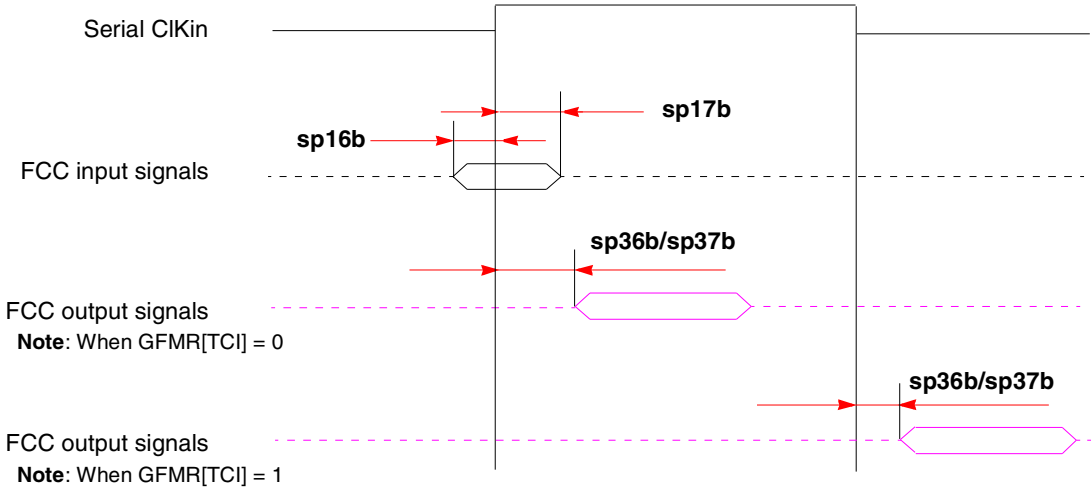 Serial ClKin
sp17b
sp16b
FCC input signals
sp36b/sp37b
FCC output signals
Note: When GFMR[TCI] = 0
sp36b/sp37b
FCC output signals
Note: When GFMR[TCI] = 1